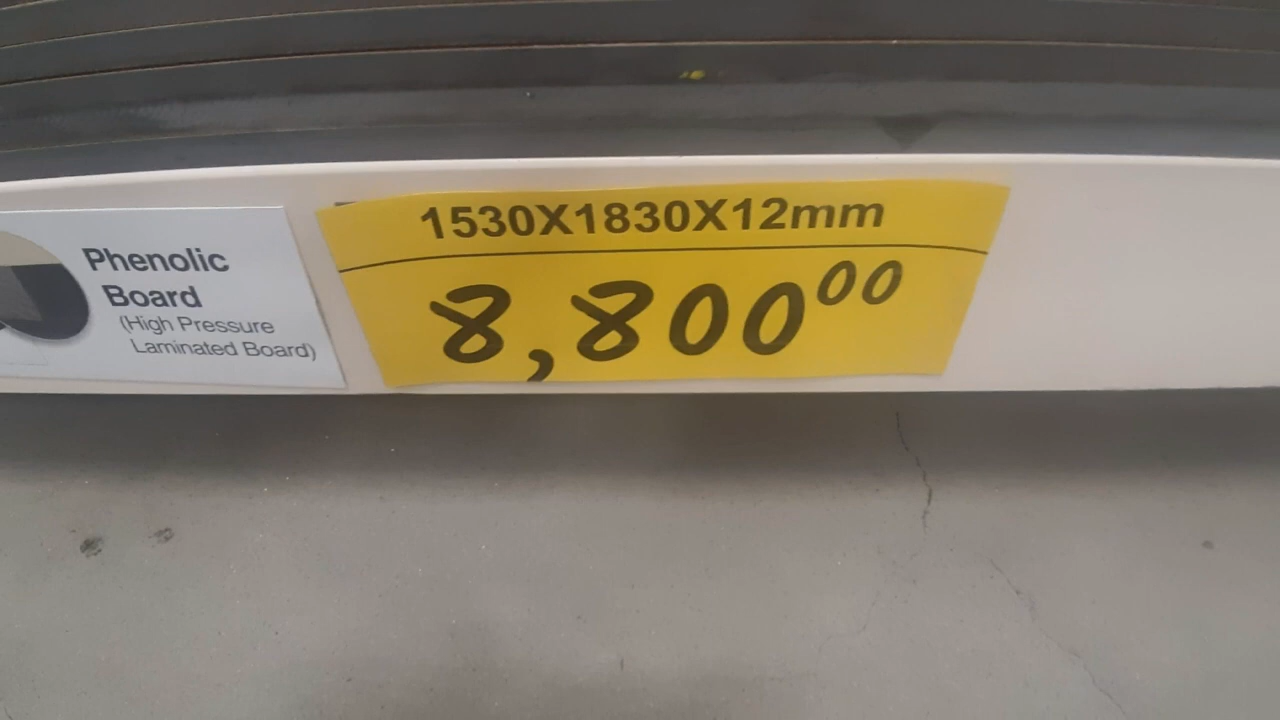 Phenolic
Board
(High Pressure
Laminated Board)
1530X1830X12mm
8,800⁰⁰